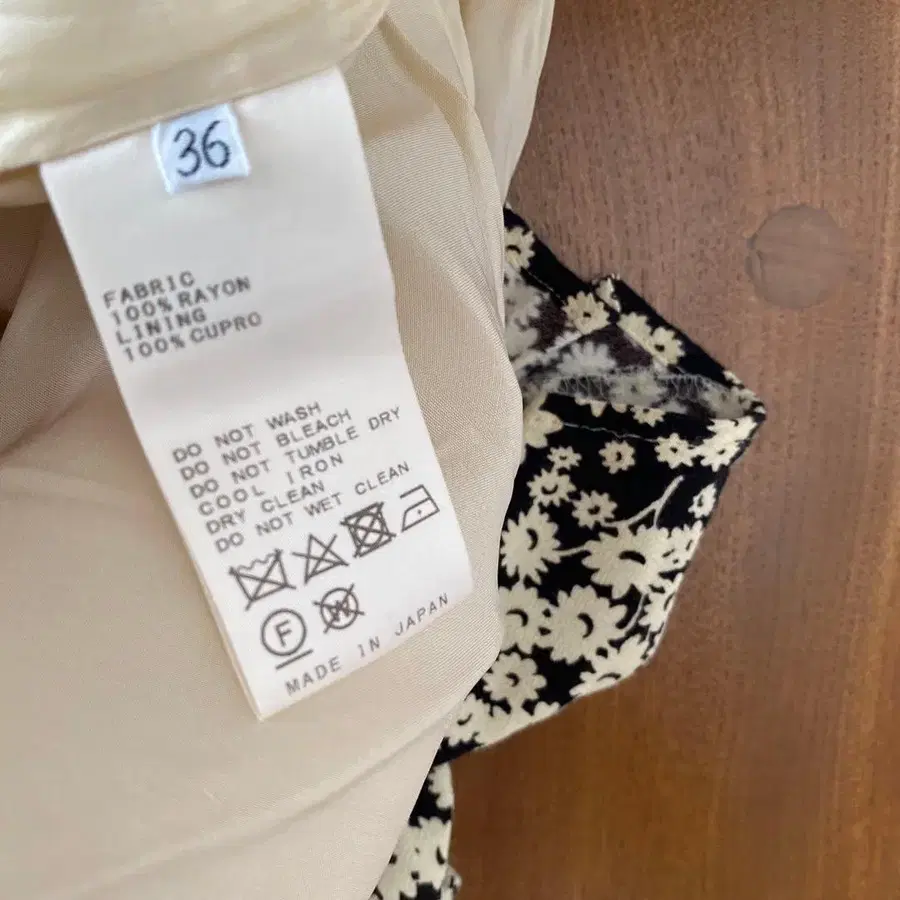 36
FABRIC
100% RAYON
LINING
100% CUPRO
DO NOT WASH
DO NOT BLEACH
DO NOT TUMBLE DRY
COOL IRON
DRY CLEAN
DO NOT WET CLEAN
F W
MADE IN JAPAN